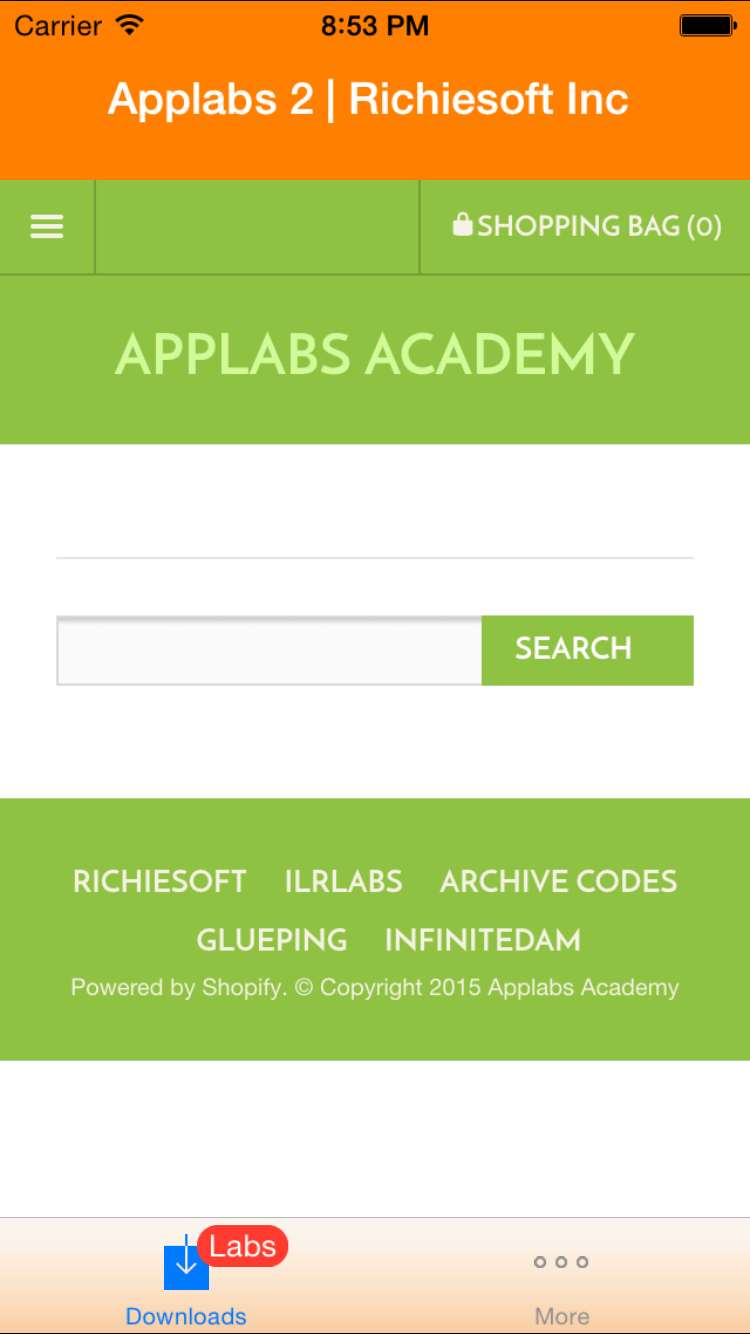 Carrier 8:53 PM
Applabs 2 | Richiesoft Inc
SHOPPING BAG (0)
APPLABS ACADEMY
SEARCH
RICHIESOFT ILRLABS ARCHIVE CODES
GLUEPING INFINITEDAM
Powered by Shopify. © Copyright 2015 Applabs Academy
Labs
Downloads More